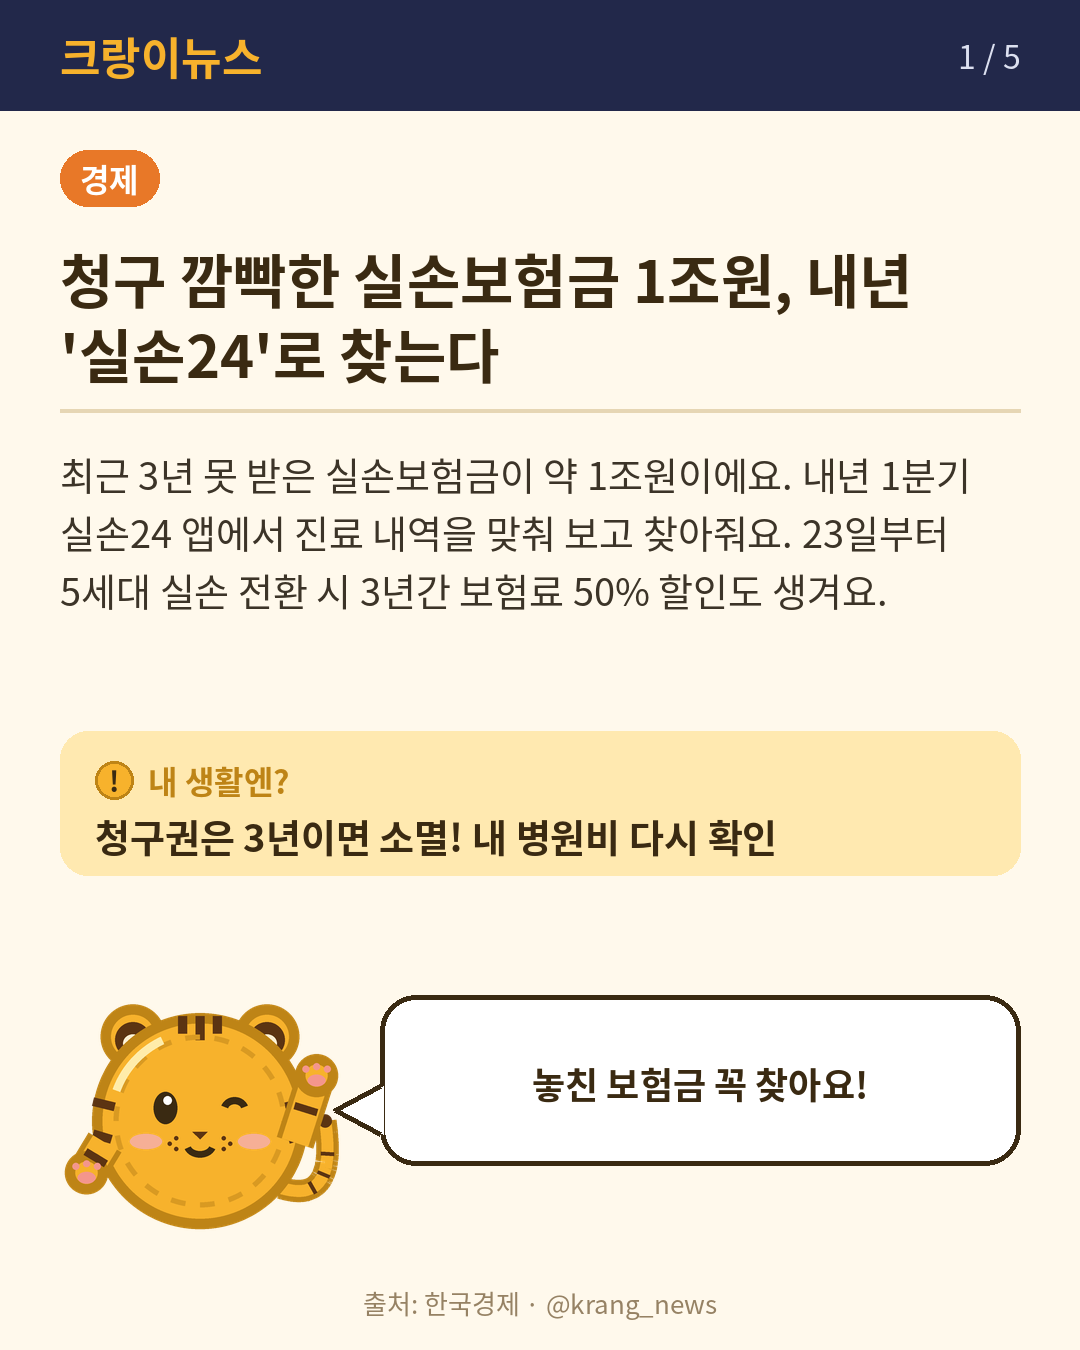 크랑이뉴스
1 / 5
경제
청구 깜빡한 실손보험금 1조원, 내년
'실손24'로 찾는다
최근 3년 못 받은 실손보험금이 약 1조원이에요. 내년 1분기
실손24 앱에서 진료 내역을 맞춰 보고 찾아줘요. 23일부터
5세대 실손 전환 시 3년간 보험료 50% 할인도 생겨요.
! 내 생활엔?
청구권은 3년이면 소멸! 내 병원비 다시 확인
놓친 보험금 꼭 찾아요!
출처: 한국경제 · @krang_news